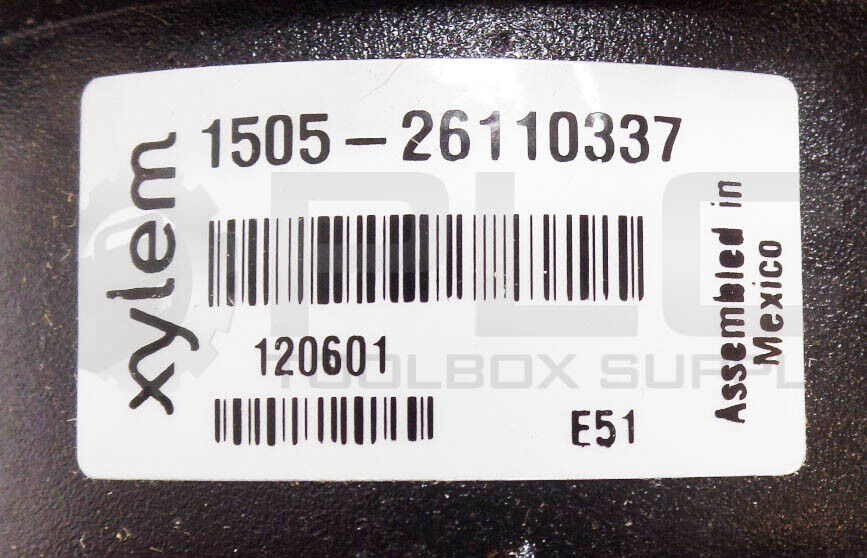 xylem
1505-26110337
120601
E51
Assembled in
Mexico
PLC
TOOLBOX SUPPL